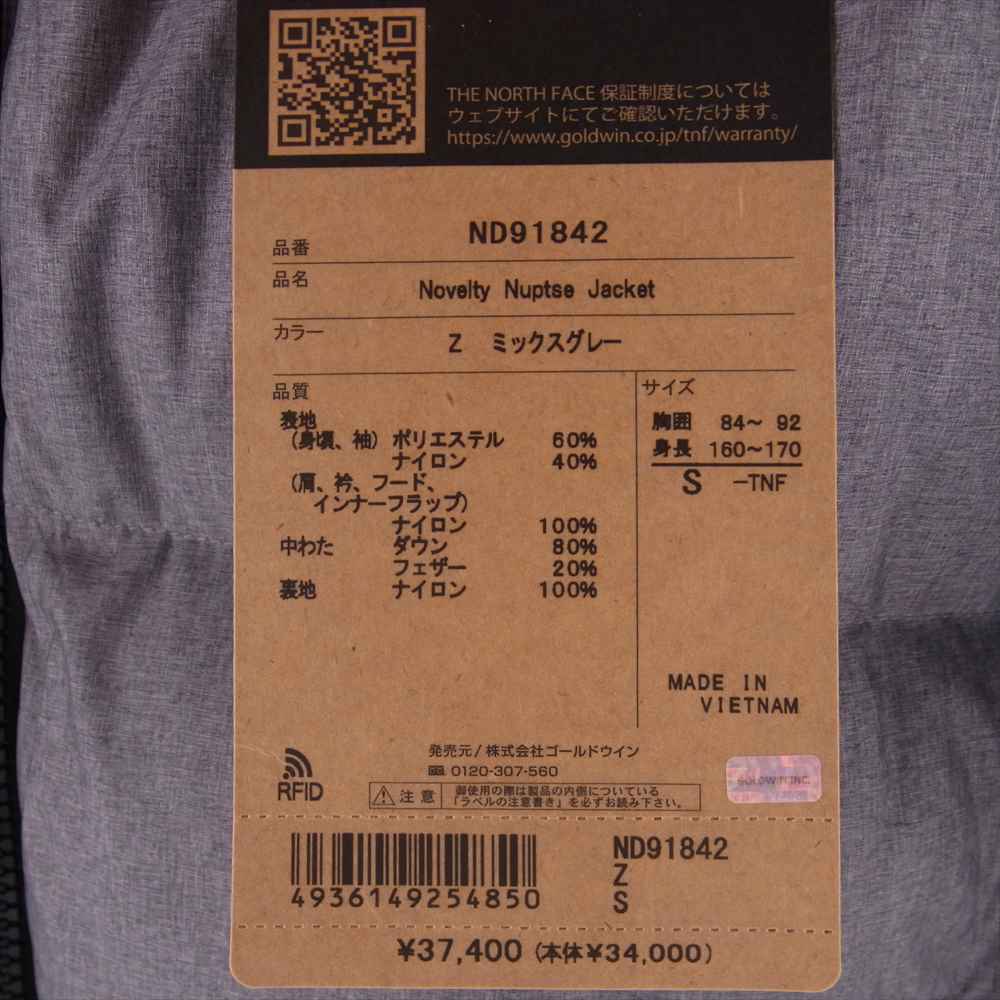 THE NORTH FACE 保証制度については
ウェブサイトにてご確認いただけます。
https://www.goldwin.co.jp/tnf/warranty/
品番 ND91842
品名 Novelty Nuptse Jacket
カラー Z ミックスグレー
品質
表地
(身頃、袖) ポリエステル 60%
ナイロン 40%
(肩、衿、フード、
インナーフラップ)
ナイロン 100%
中わた ダウン 80%
フェザー 20%
裏地 ナイロン 100%
サイズ
胸囲 84～ 92
身長 160～170
S -TNF
MADE IN
VIETNAM
発売元/株式会社ゴールドウイン
0120-307-560
RFID
注意
御使用の際は製品の内側についている
「ラベルの注意書き」を必ずお読み下さい。
GOLDWIN INC.
4936149254850
ND91842
Z
S
¥37,400 (本体¥34,000)